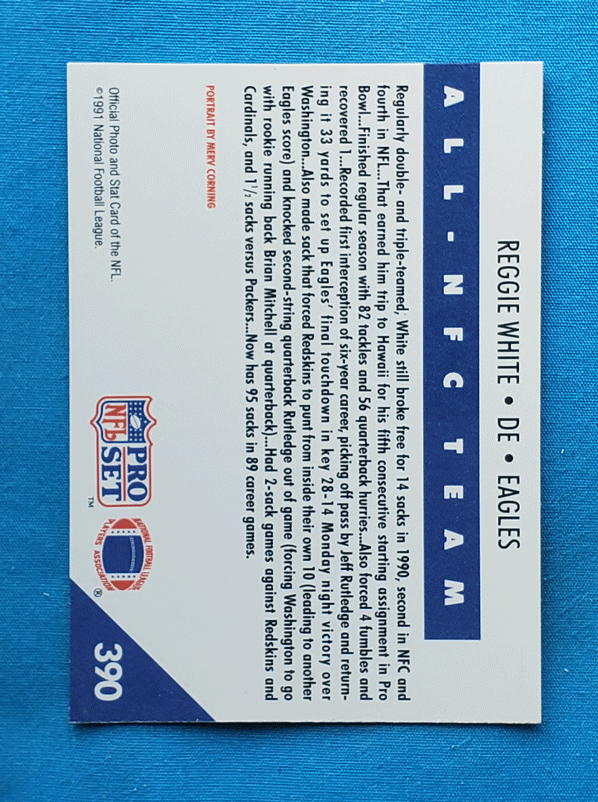 REGGIE WHITE • DE • EAGLES
ALL-NFC TEAM
Regularly double- and triple-teamed, White still broke free for 14 sacks in 1990, second in NFC and
fourth in NFL...That earned him trip to Hawaii for his fifth consecutive starting assignment in Pro
Bowl...Finished regular season with 82 tackles and 56 quarterback hurries...Also forced 4 fumbles and
recovered 1...Recorded first interception of six-year career, picking off pass by Jeff Rutledge and return-
ing it 33 yards to set up Eagles' final touchdown in key 28-14 Monday night victory over
Washington...Also made sack that forced Redskins to punt from inside their own 10 (leading to another
Eagles score) and knocked second-string quarterback Rutledge out of game (forcing Washington to go
with rookie running back Brian Mitchell at quarterback)...Had 2-sack games against Redskins and
Cardinals, and 1½ sacks versus Packers...Now has 95 sacks in 89 career games.
PORTRAIT BY MERV CORNING
Official Photo and Stat Card of the NFL.
©1991 National Football League.
PRO
NFL SET
™
NATIONAL FOOTBALL LEAGUE
PLAYERS ASSOCIATION
®
390